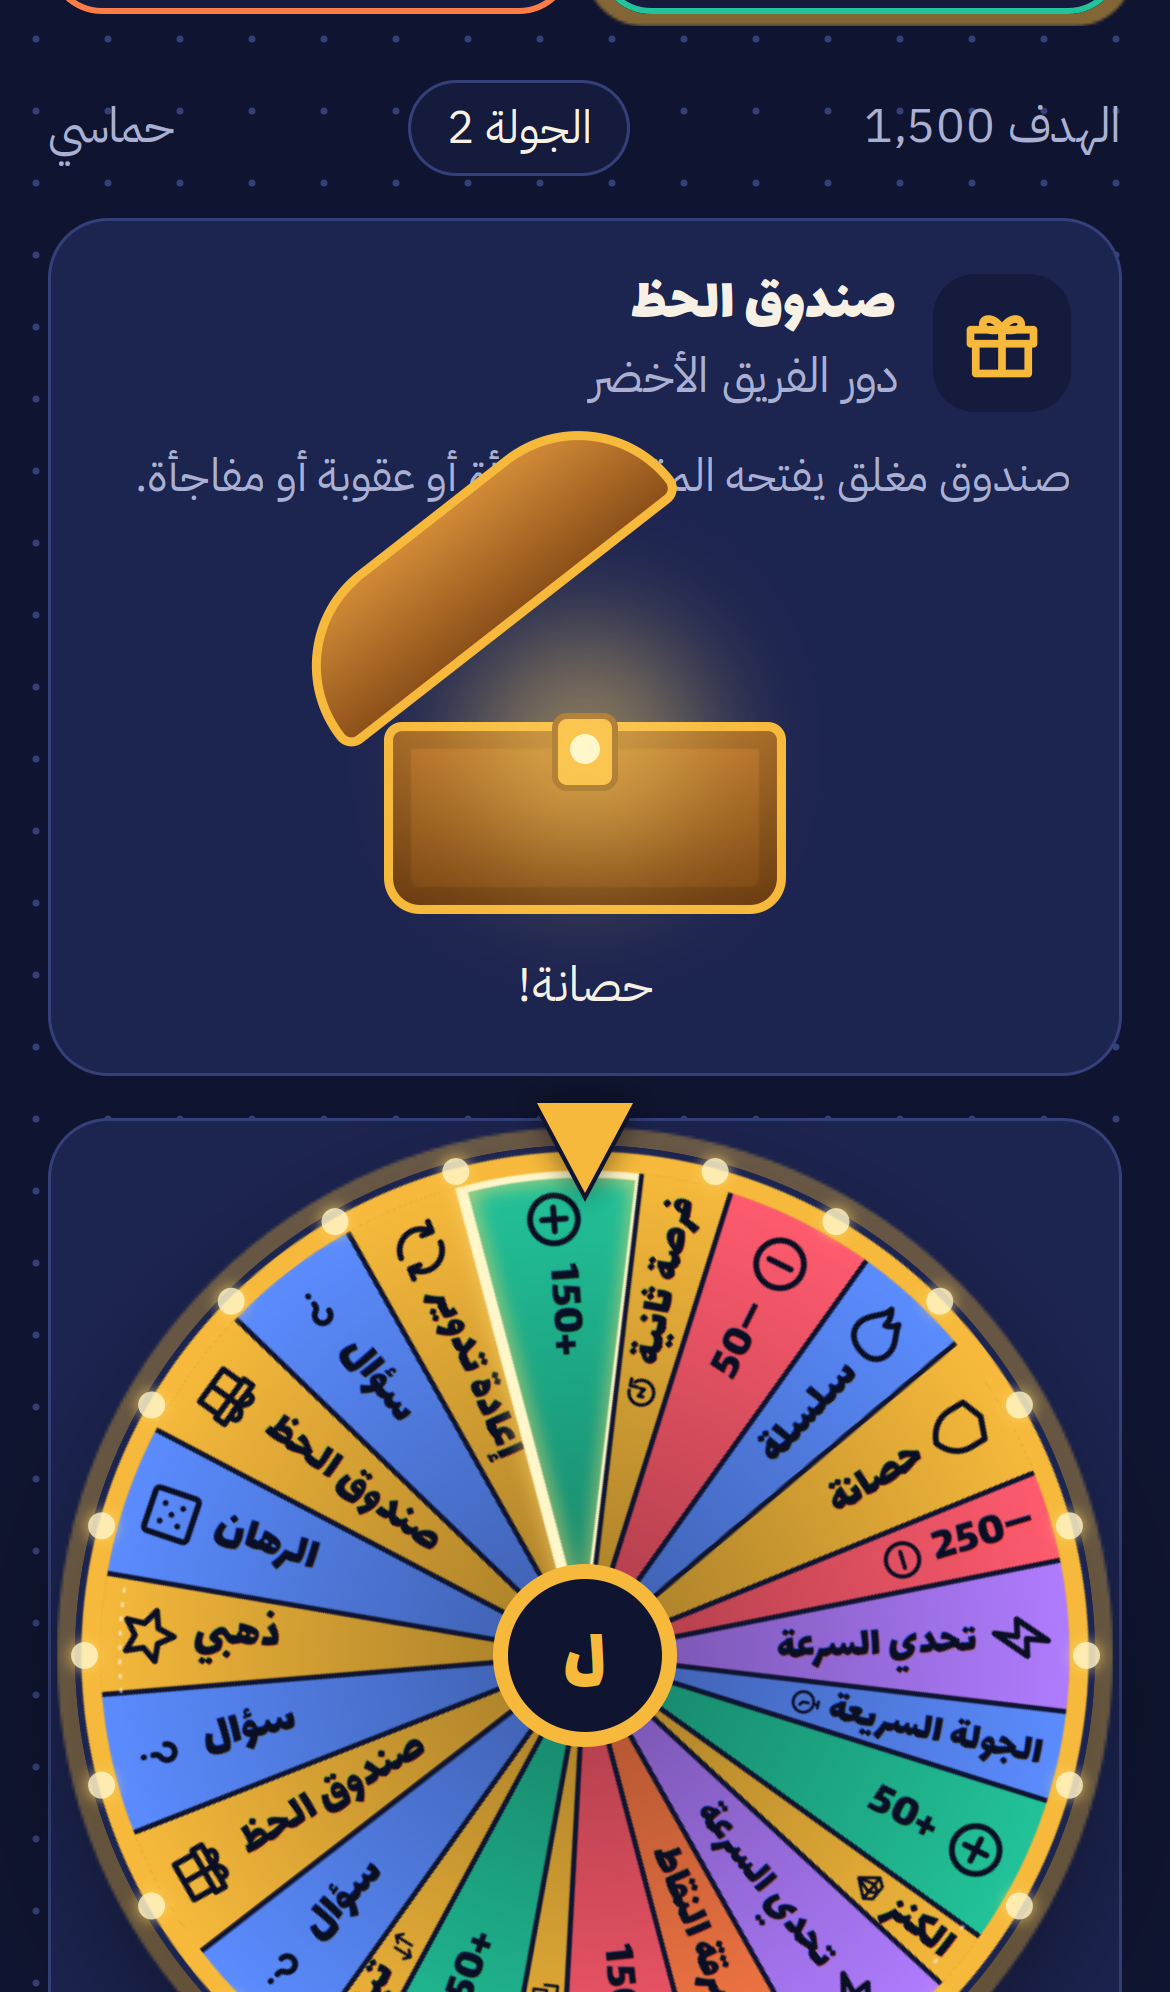 الهدف 1,500
الجولة 2
حماسي
صندوق الحظ
دور الفريق الأخضر
صندوق مغلق يفتحه أو عقوبة أو مفاجأة.
حصانة!
+150
فرصة ثانية
−50
سلسلة
حصانة
−250
تحدي السرعة
الجولة السريعة
+50
الكنز
تحدي السرعة
النقاط
سؤال
صندوق الحظ
سؤال
ذهبي
الرهان
صندوق الحظ
سؤال
إعادة تدوير
ل